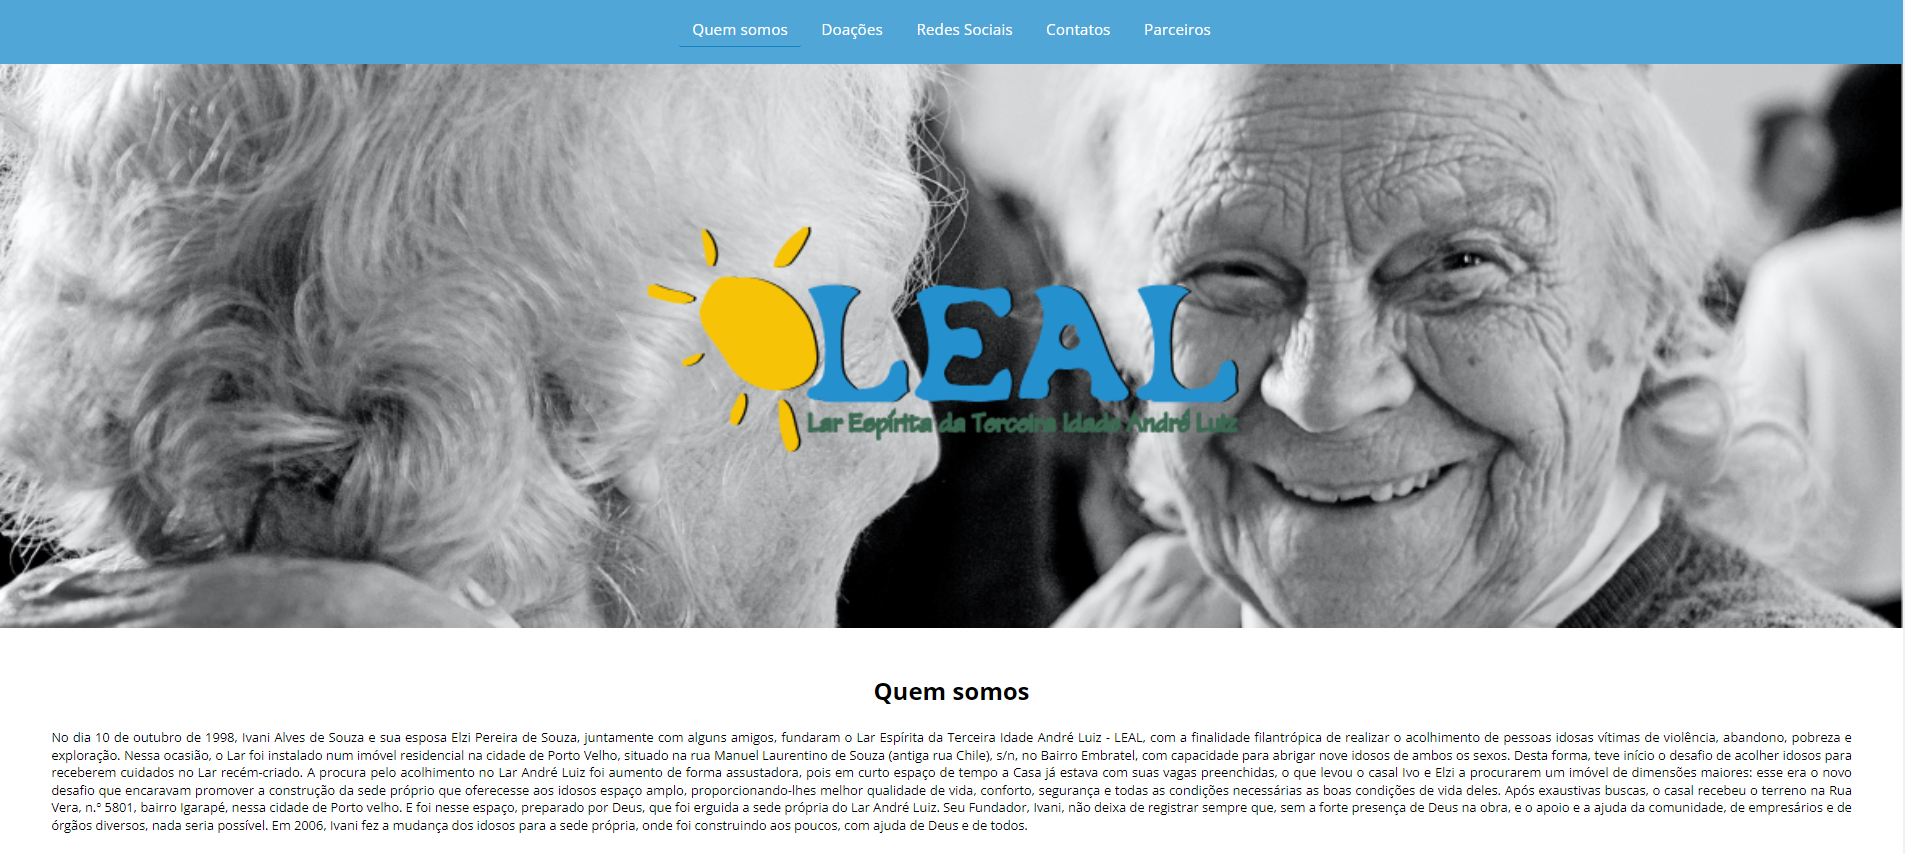 Quem somos Doações Redes Sociais Contatos Parceiros
LEAL
Lar Espírita da Terceira Idade André Luiz
Quem somos
No dia 10 de outubro de 1998, Ivani Alves de Souza e sua esposa Elzi Pereira de Souza, juntamente com alguns amigos, fundaram o Lar Espírita da Terceira Idade André Luiz - LEAL, com a finalidade filantrópica de realizar o acolhimento de pessoas idosas vítimas de violência, abandono, pobreza e
exploração. Nessa ocasião, o Lar foi instalado num imóvel residencial na cidade de Porto Velho, situado na rua Manuel Laurentino de Souza (antiga rua Chile), s/n, no Bairro Embratel, com capacidade para abrigar nove idosos de ambos os sexos. Desta forma, teve início o desafio de acolher idosos para
receberem cuidados no Lar recém-criado. A procura pelo acolhimento no Lar André Luiz foi aumento de forma assustadora, pois em curto espaço de tempo a Casa já estava com suas vagas preenchidas, o que levou o casal Ivo e Elzi a procurarem um imóvel de dimensões maiores: esse era o novo
desafio que encaravam promover a construção da sede próprio que oferecesse aos idosos espaço amplo, proporcionando-lhes melhor qualidade de vida, conforto, segurança e todas as condições necessárias as boas condições de vida deles. Após exaustivas buscas, o casal recebeu o terreno na Rua
Vera, n.º 5801, bairro Igarapé, nessa cidade de Porto velho. E foi nesse espaço, preparado por Deus, que foi erguida a sede própria do Lar André Luiz. Seu Fundador, Ivani, não deixa de registrar sempre que, sem a forte presença de Deus na obra, e o apoio e a ajuda da comunidade, de empresários e de
órgãos diversos, nada seria possível. Em 2006, Ivani fez a mudança dos idosos para a sede própria, onde foi construindo aos poucos, com ajuda de Deus e de todos.